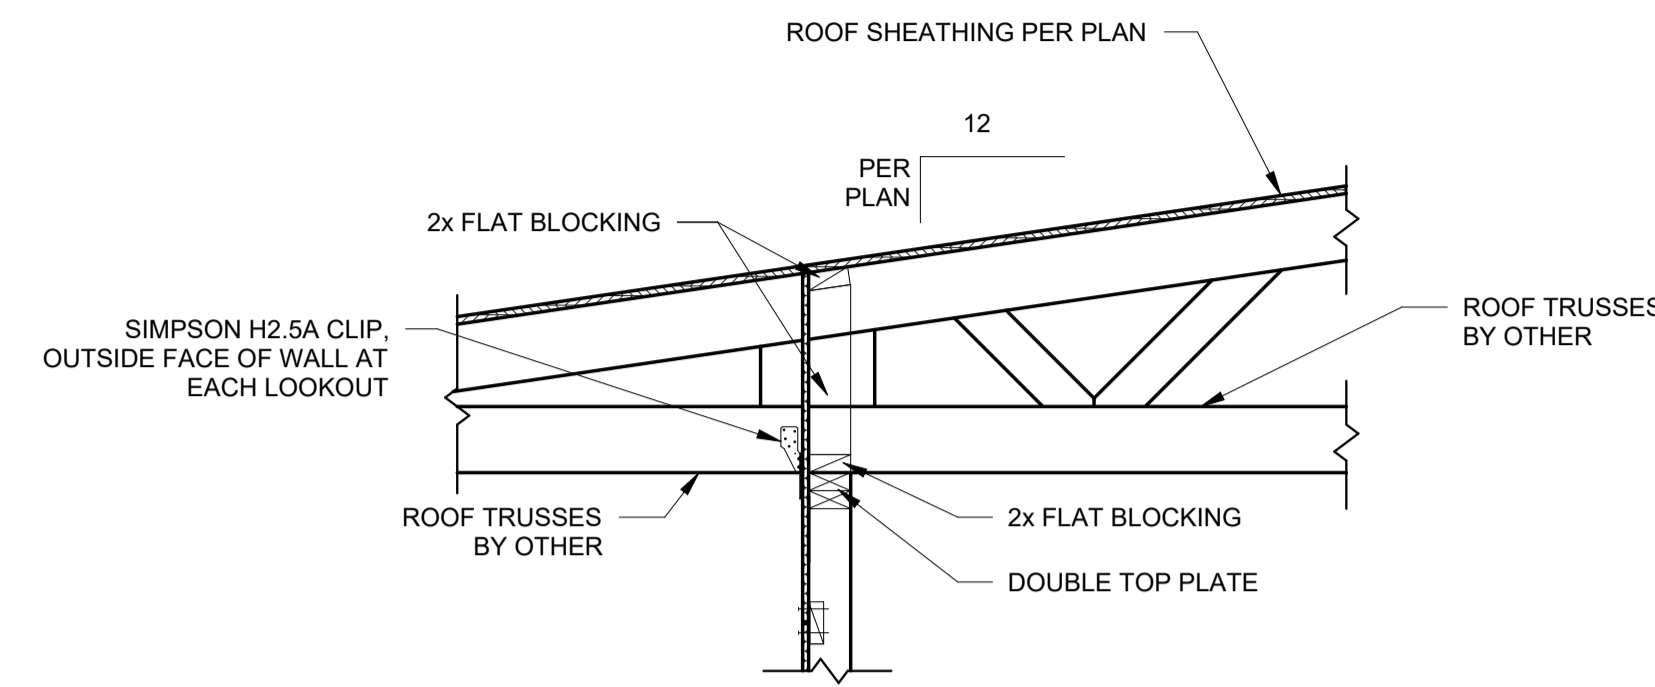 ROOF SHEATHING PER PLAN
12
PER
PLAN
2x FLAT BLOCKING
SIMPSON H2.5A CLIP,
OUTSIDE FACE OF WALL AT
EACH LOOKOUT
ROOF TRUSSES
BY OTHER
ROOF TRUSSES
BY OTHER
2x FLAT BLOCKING
DOUBLE TOP PLATE